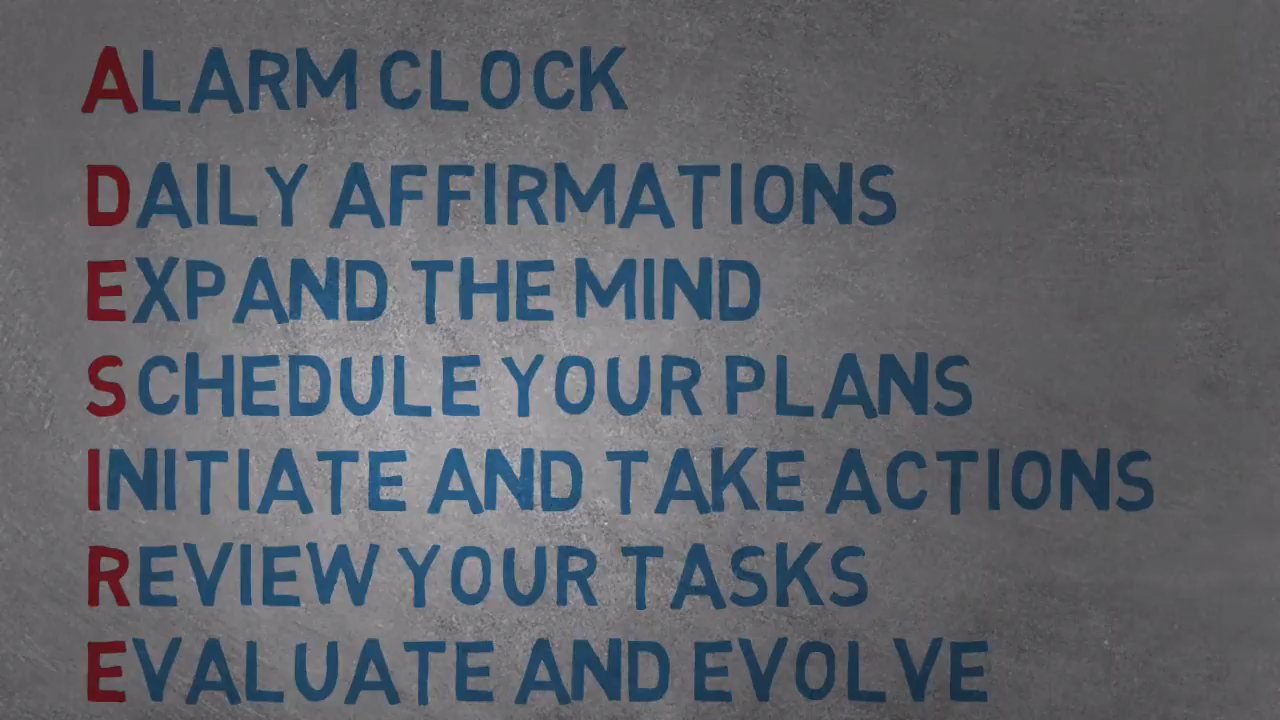 ALARM CLOCK
DAILY AFFIRMATIONS
EXPAND THE MIND
SCHEDULE YOUR PLANS
INITIATE AND TAKE ACTIONS
REVIEW YOUR TASKS
EVALUATE AND EVOLVE